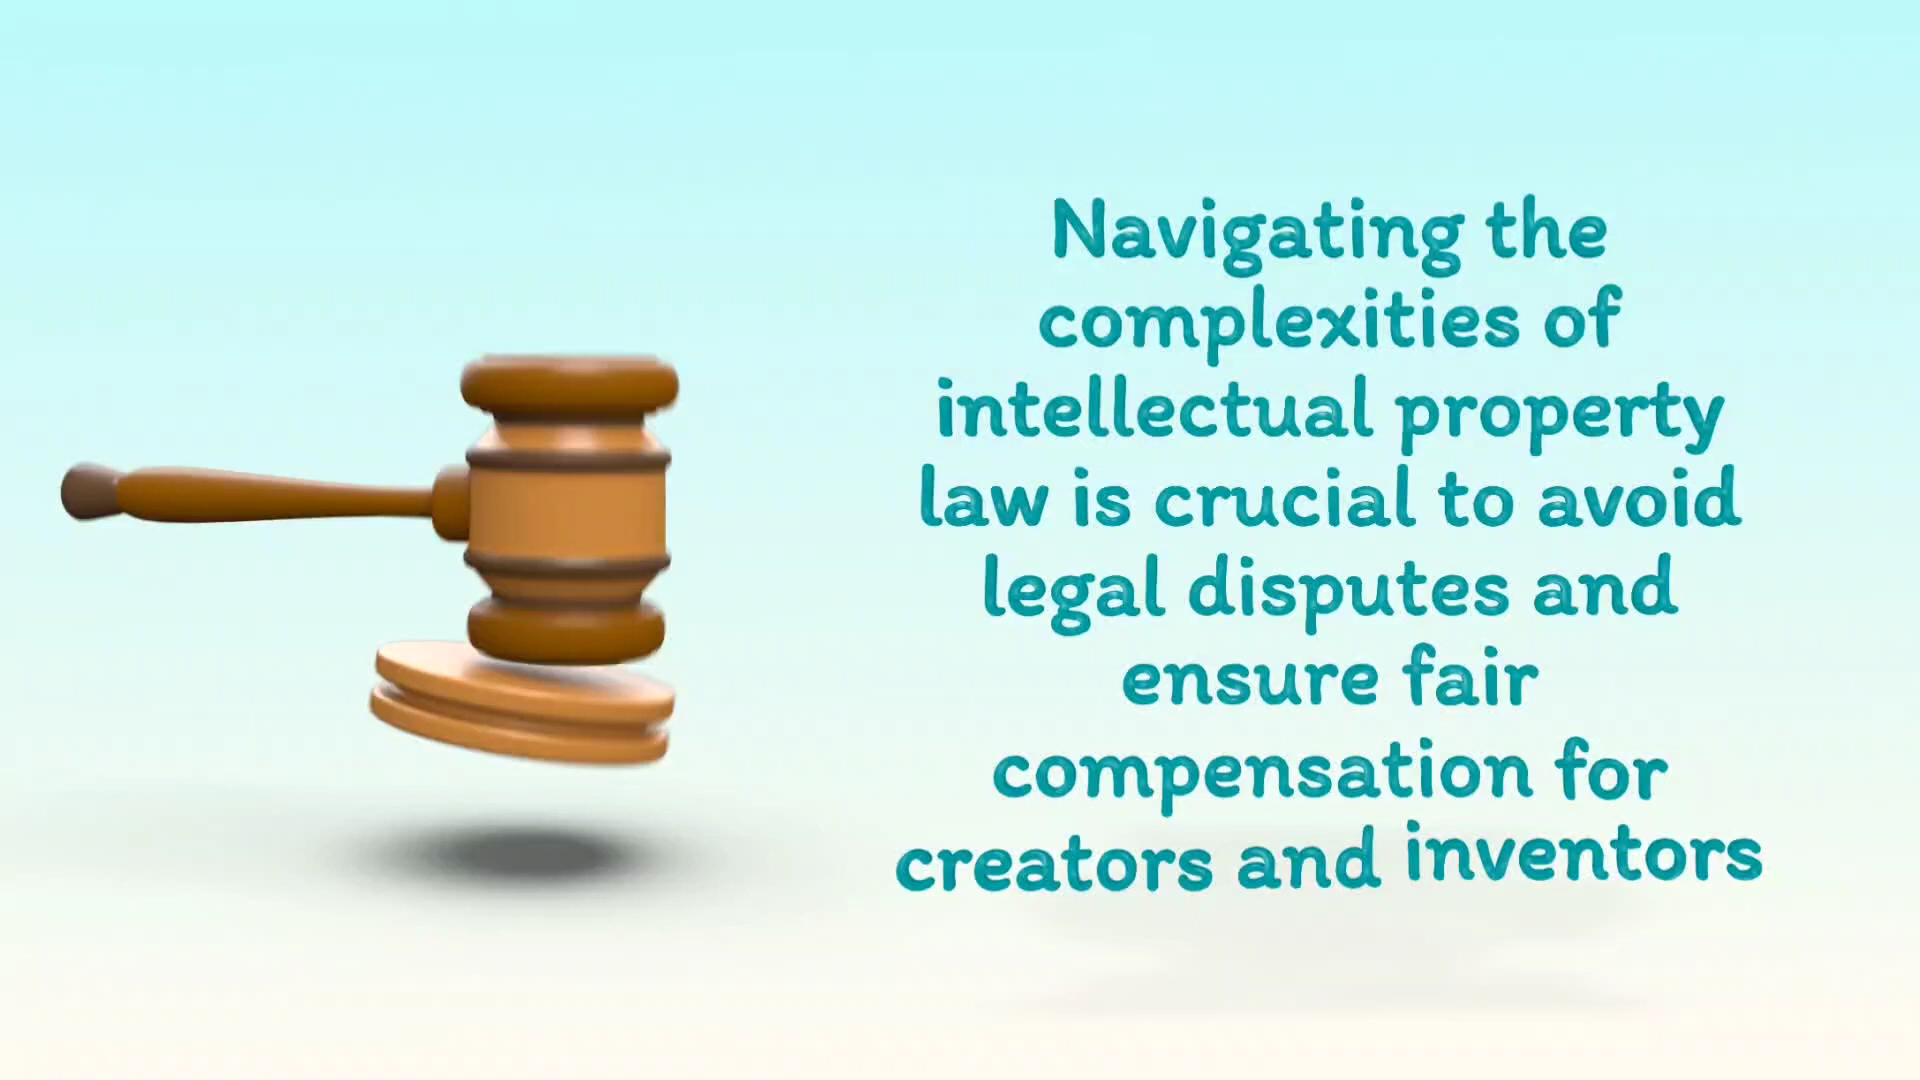 Navigating the
complexities of
intellectual property
law is crucial to avoid
legal disputes and
ensure fair
compensation for
creators and inventors